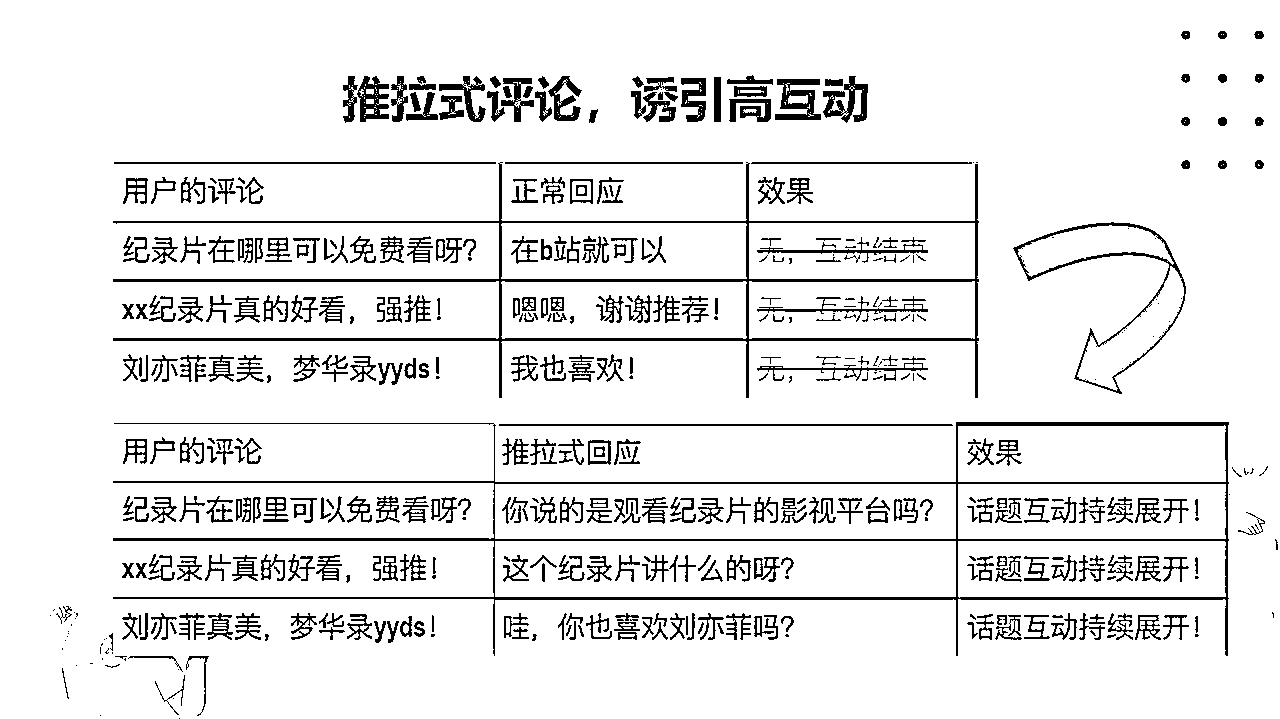 推拉式评论，诱引高互动
用户的评论 正常回应 效果
纪录片在哪里可以免费看呀？ 在b站就可以 无，互动结束
xx纪录片真的好看，强推！ 嗯嗯，谢谢推荐！ 无，互动结束
刘亦菲真美，梦华录yyds！ 我也喜欢！ 无，互动结束
用户的评论 推拉式回应 效果
纪录片在哪里可以免费看呀？ 你说的是观看纪录片的影视平台吗？ 话题互动持续展开！
xx纪录片真的好看，强推！ 这个纪录片讲什么的呀？ 话题互动持续展开！
刘亦菲真美，梦华录yyds！ 哇，你也喜欢刘亦菲吗？ 话题互动持续展开！